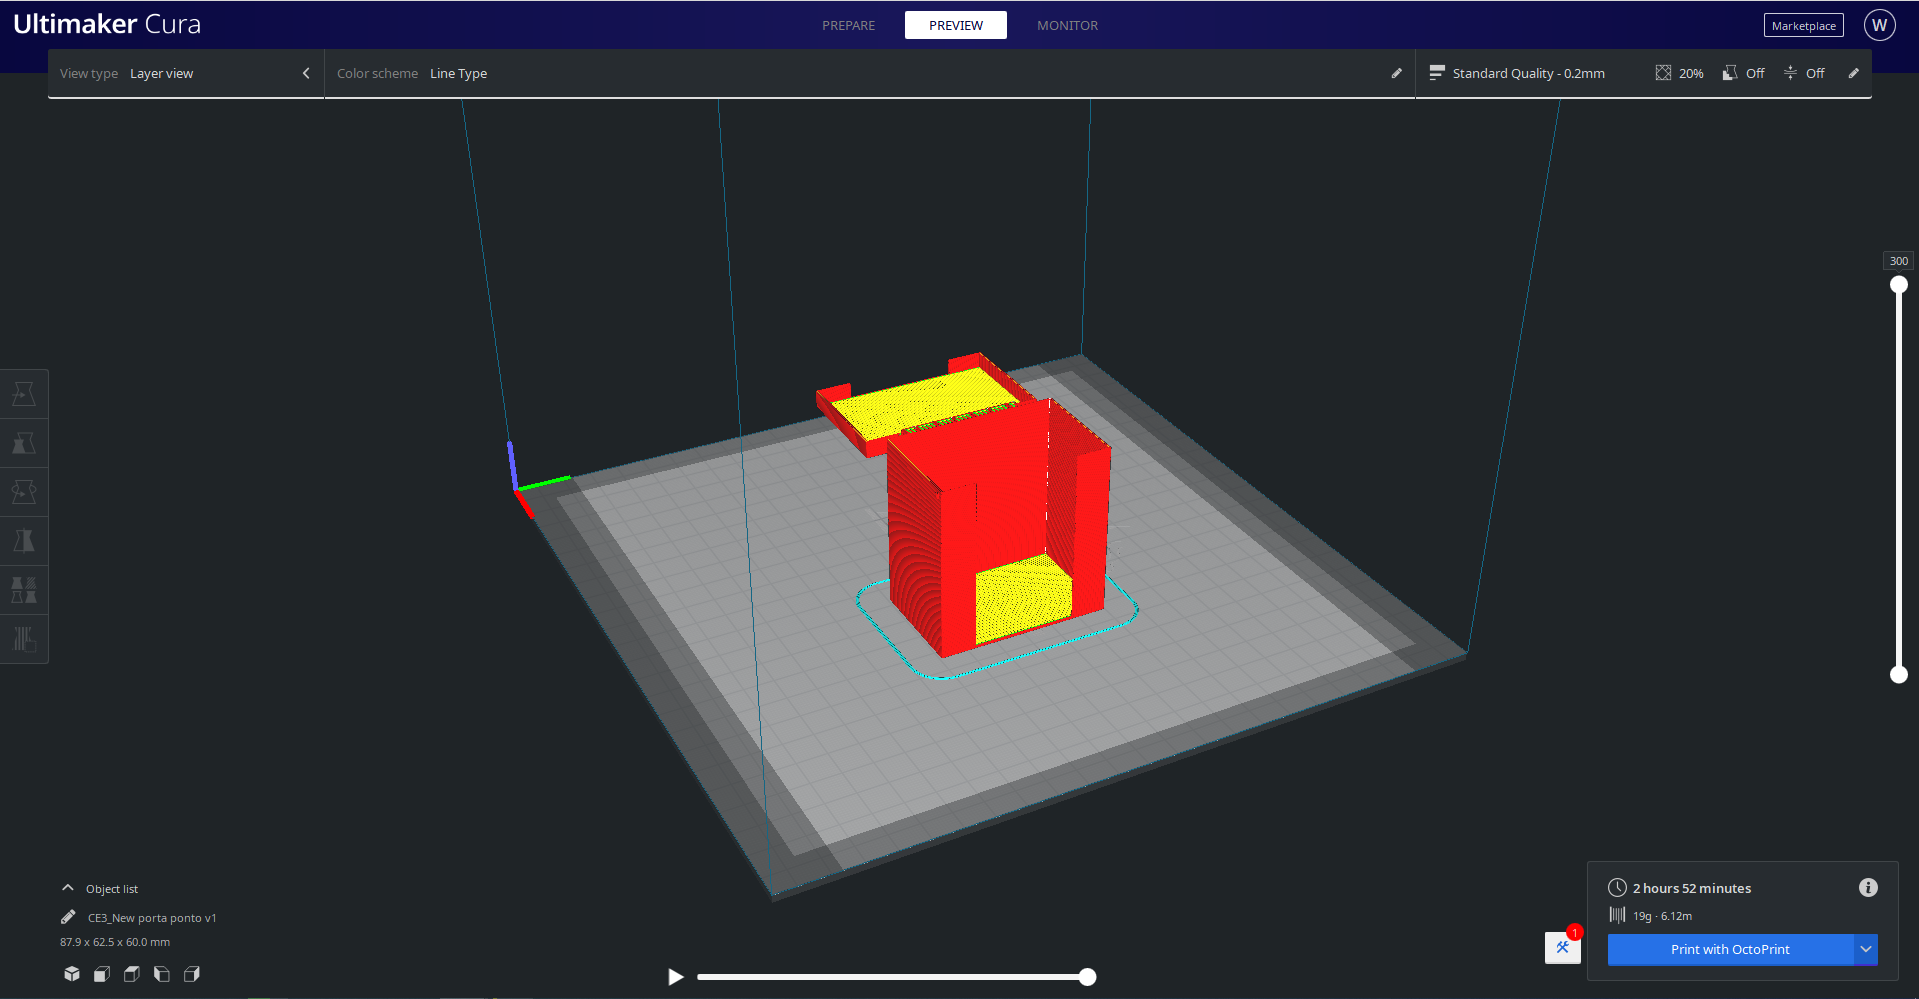 Ultimaker Cura
PREPARE
PREVIEW
MONITOR
Marketplace
W
View type Layer view
Color scheme Line Type
Standard Quality - 0.2mm
20%
Off
Off
300
Object list
CE3_New porta ponto v1
87.9 x 62.5 x 60.0 mm
2 hours 52 minutes
19g · 6.12m
1
Print with OctoPrint